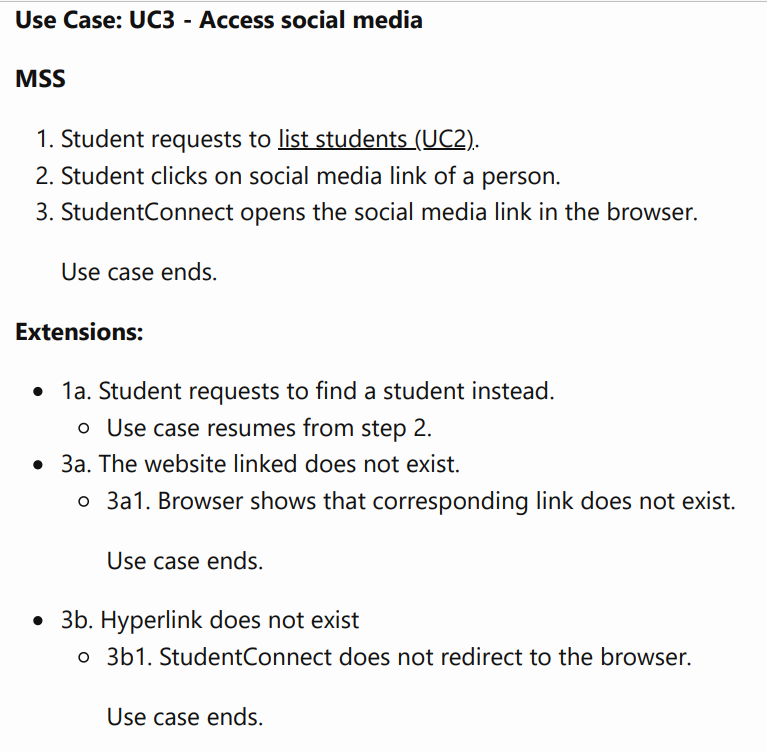 Use Case: UC3 - Access social media
MSS
1. Student requests to list students (UC2).
2. Student clicks on social media link of a person.
3. StudentConnect opens the social media link in the browser.
Use case ends.
Extensions:
• 1a. Student requests to find a student instead.
○ Use case resumes from step 2.
• 3a. The website linked does not exist.
○ 3a1. Browser shows that corresponding link does not exist.
Use case ends.
• 3b. Hyperlink does not exist
○ 3b1. StudentConnect does not redirect to the browser.
Use case ends.